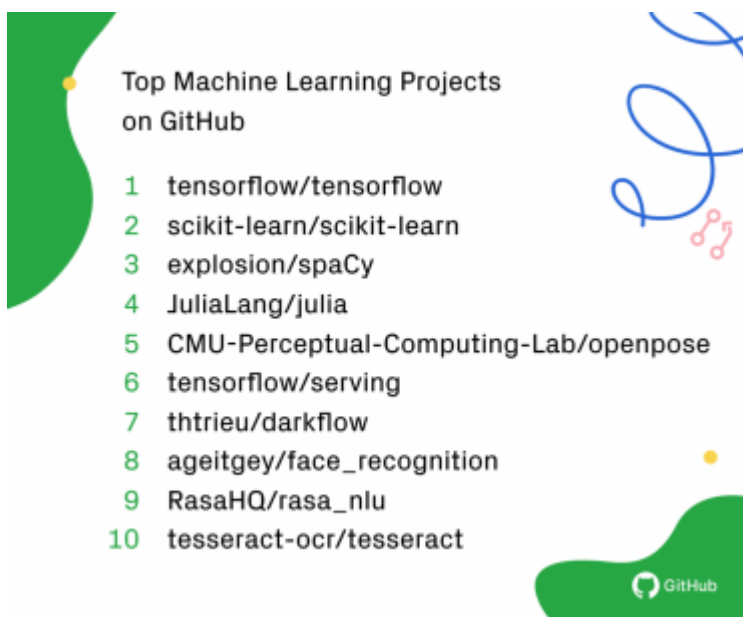 Top Machine Learning Projects
on GitHub
1 tensorflow/tensorflow
2 scikit-learn/scikit-learn
3 explosion/spaCy
4 JuliaLang/julia
5 CMU-Perceptual-Computing-Lab/openpose
6 tensorflow/serving
7 thtrieu/darkflow
8 ageitgey/face_recognition
9 RasaHQ/rasa_nlu
10 tesseract-ocr/tesseract
GitHub